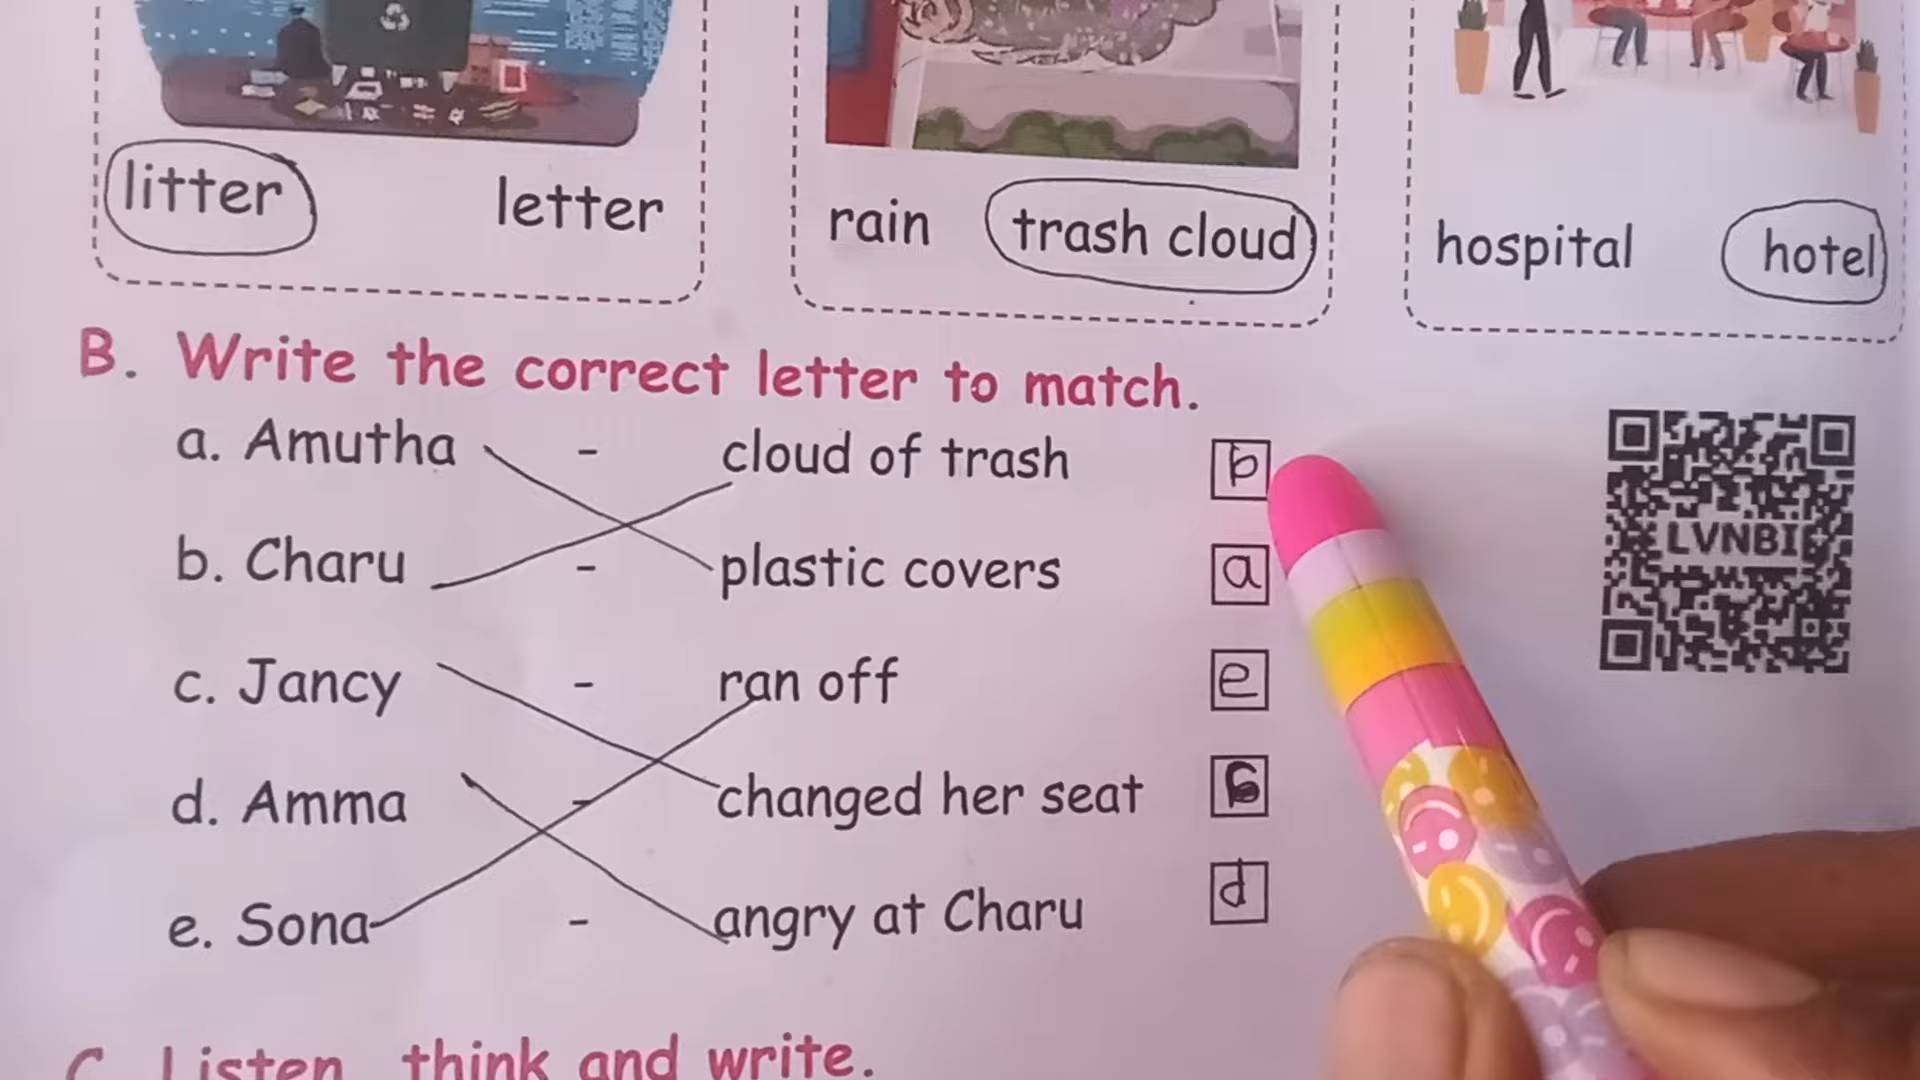 litter letter rain trash cloud hospital hotel
B. Write the correct letter to match.
a. Amutha - cloud of trash b
b. Charu - plastic covers a
c. Jancy - ran off e
d. Amma - changed her seat
e. Sona - angry at Charu d
LVNBI
C Listen, think and write.